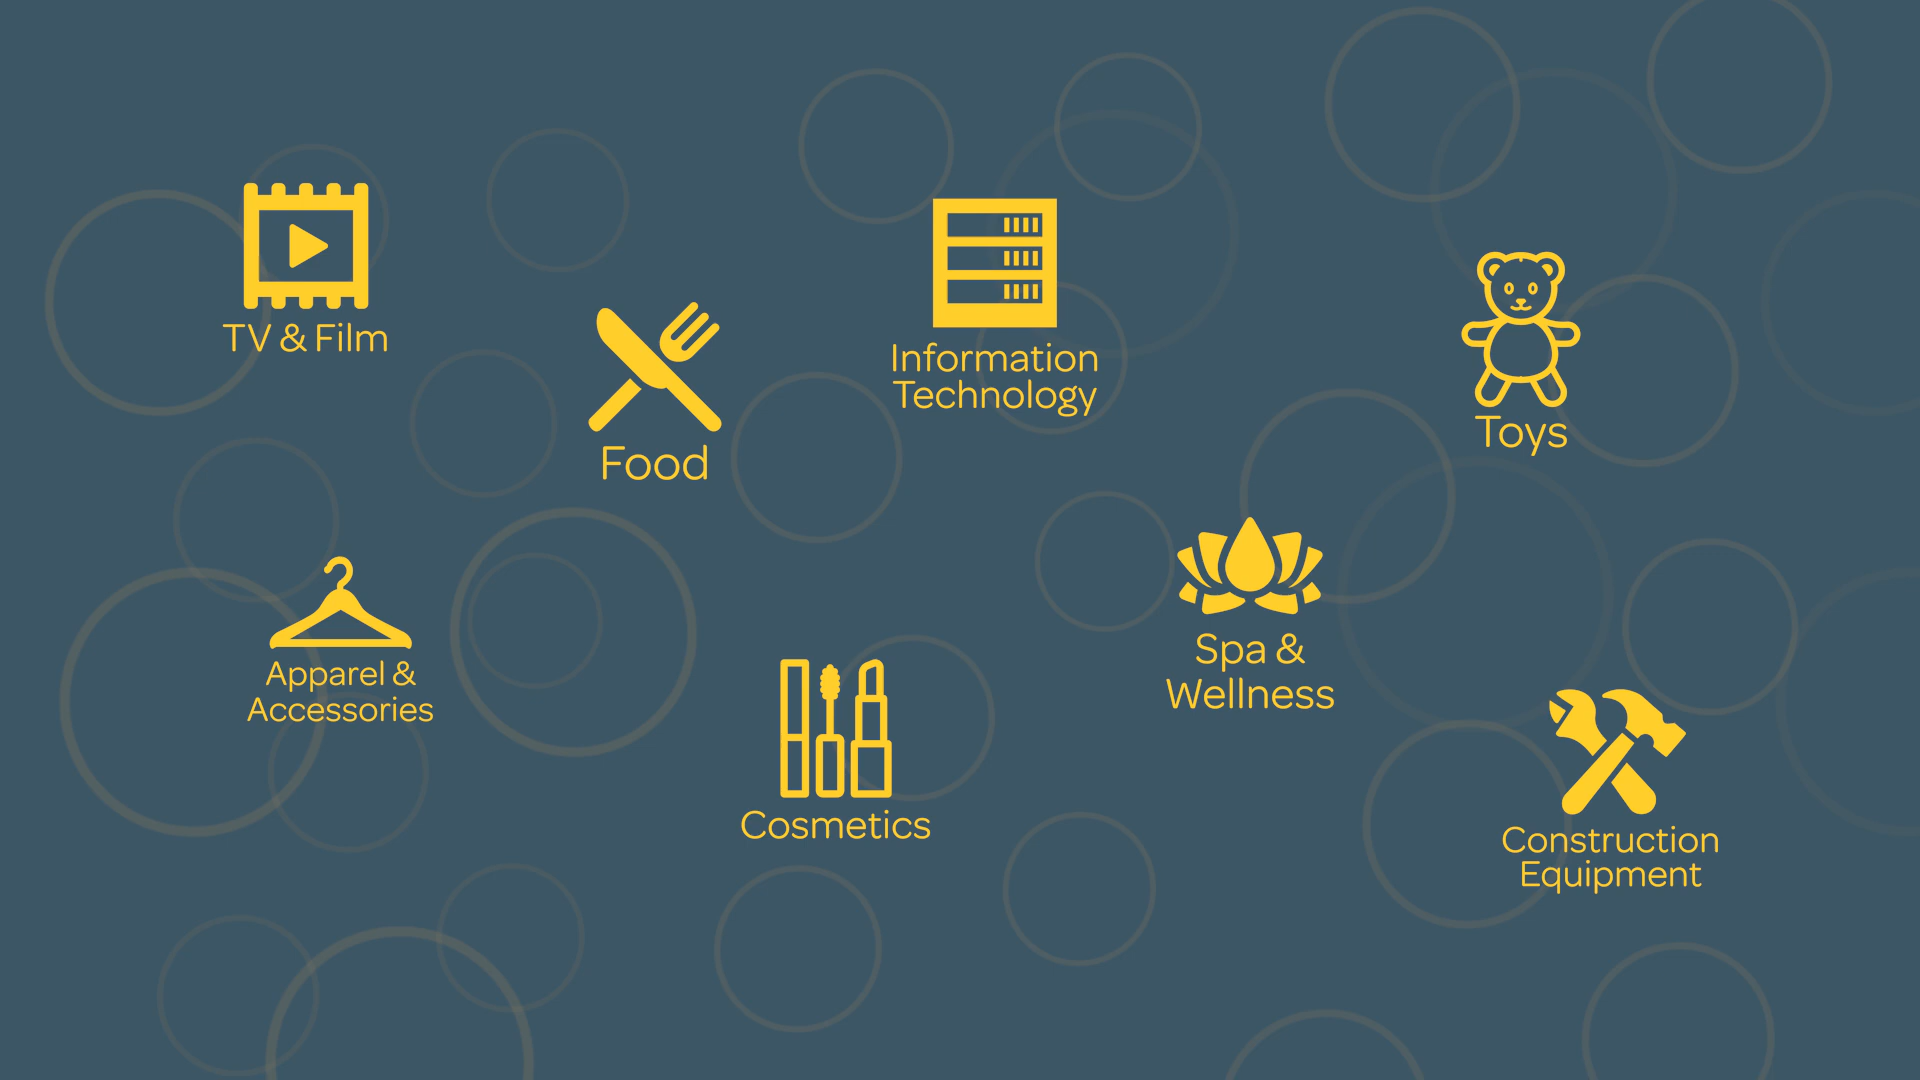 TV & Film
Food
Information
Technology
Toys
Apparel &
Accessories
Cosmetics
Spa &
Wellness
Construction
Equipment